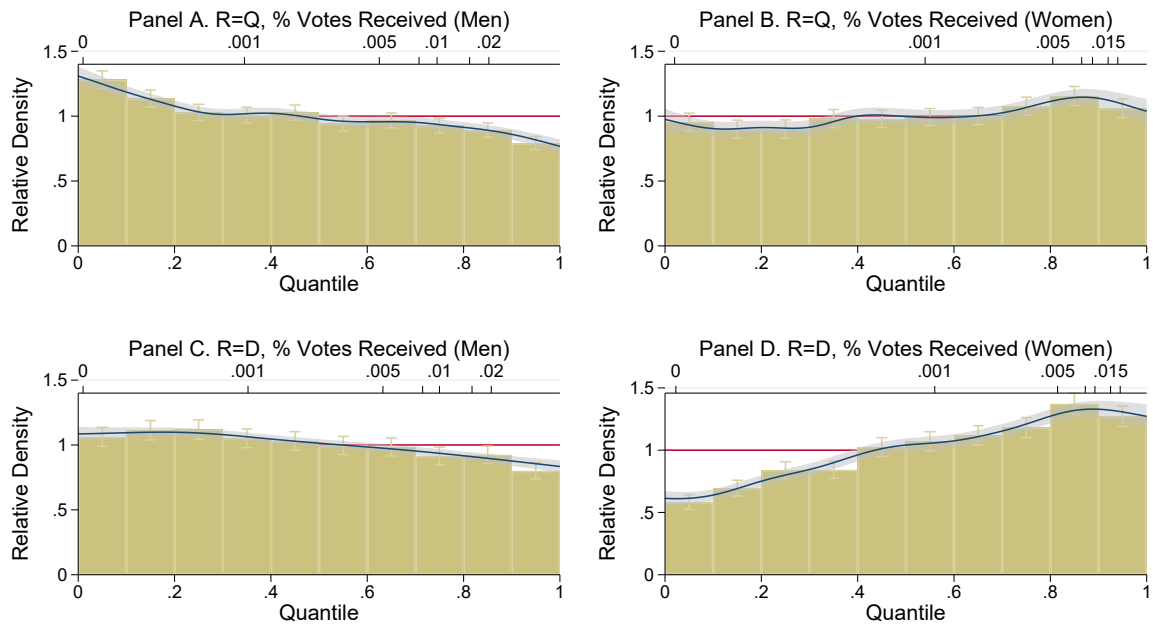 Panel A. R=Q, % Votes Received (Men)
0 .001 .005 .01 .02
1.5
1
.5
0
Relative Density
0 .2 .4 .6 .8 1
Quantile
Panel B. R=Q, % Votes Received (Women)
0 .001 .005 .015
1.5
1
.5
0
Relative Density
0 .2 .4 .6 .8 1
Quantile
Panel C. R=D, % Votes Received (Men)
0 .001 .005 .01 .02
1.5
1
.5
0
Relative Density
0 .2 .4 .6 .8 1
Quantile
Panel D. R=D, % Votes Received (Women)
0 .001 .005 .015
1.5
1
.5
0
Relative Density
0 .2 .4 .6 .8 1
Quantile